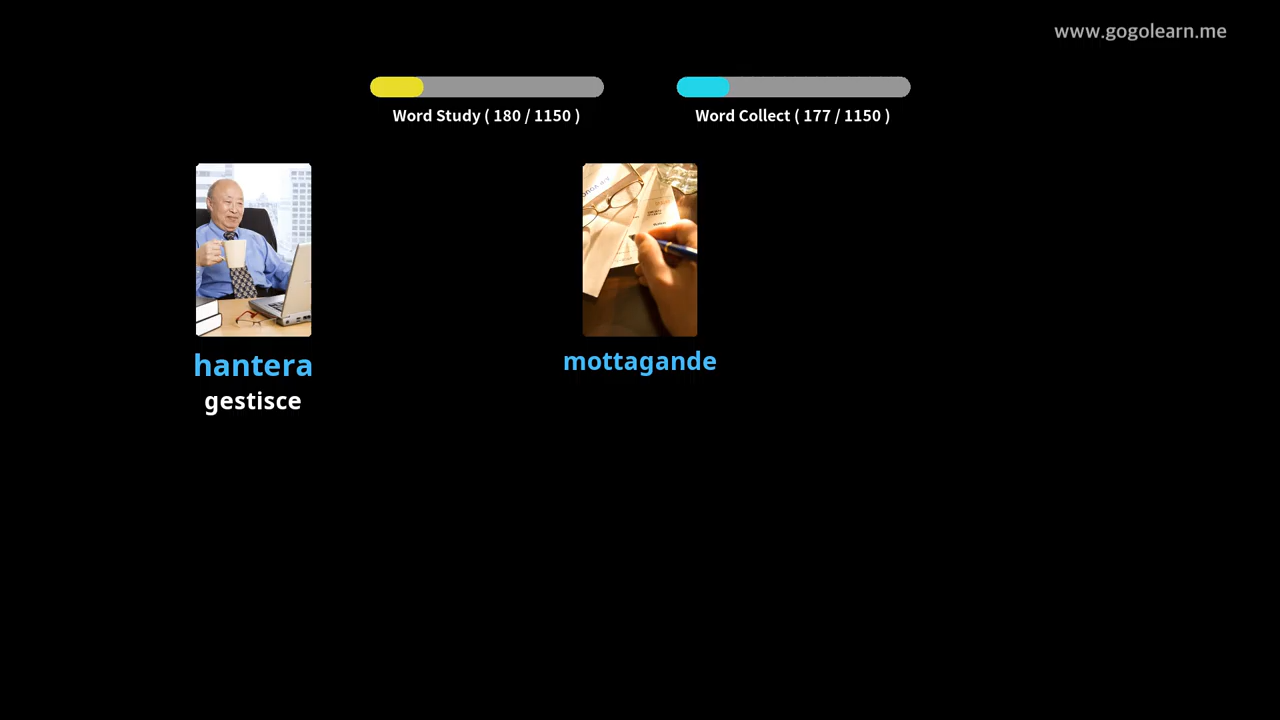 www.gogolearn.me
Word Study ( 180 / 1150 )
Word Collect ( 177 / 1150 )
hantera
gestisce
mottagande